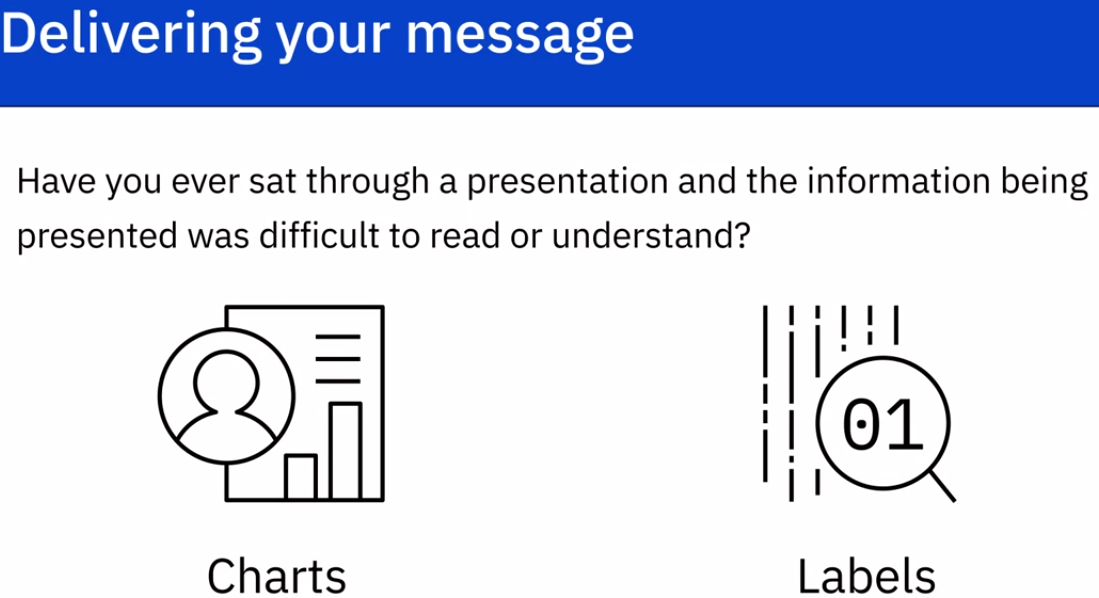 Delivering your message
Have you ever sat through a presentation and the information being
presented was difficult to read or understand?
01
Charts
Labels